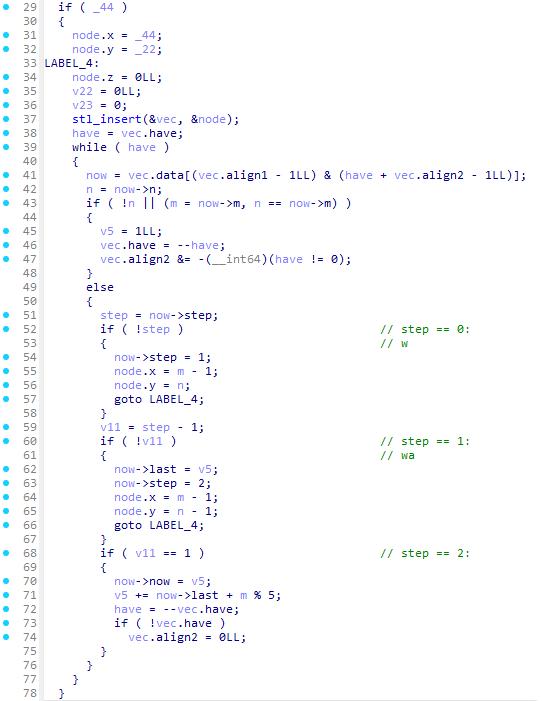 29 if ( _44 )
30 {
31 node.x = _44;
32 node.y = _22;
33 LABEL_4:
34 node.z = 0LL;
35 v22 = 0LL;
36 v23 = 0;
37 stl_insert(&vec, &node);
38 have = vec.have;
39 while ( have )
40 {
41 now = vec.data[(vec.align1 - 1LL) & (have + vec.align2 - 1LL)];
42 n = now->n;
43 if ( !n || (m = now->m, n == now->m) )
44 {
45 v5 = 1LL;
46 vec.have = --have;
47 vec.align2 &= -(__int64)(have != 0);
48 }
49 else
50 {
51 step = now->step;
52 if ( !step ) // step == 0:
53 { // w
54 now->step = 1;
55 node.x = m - 1;
56 node.y = n;
57 goto LABEL_4;
58 }
59 v11 = step - 1;
60 if ( !v11 ) // step == 1:
61 { // wa
62 now->last = v5;
63 now->step = 2;
64 node.x = m - 1;
65 node.y = n - 1;
66 goto LABEL_4;
67 }
68 if ( v11 == 1 ) // step == 2:
69 {
70 now->now = v5;
71 v5 += now->last + m % 5;
72 have = --vec.have;
73 if ( !vec.have )
74 vec.align2 = 0LL;
75 }
76 }
77 }
78 }